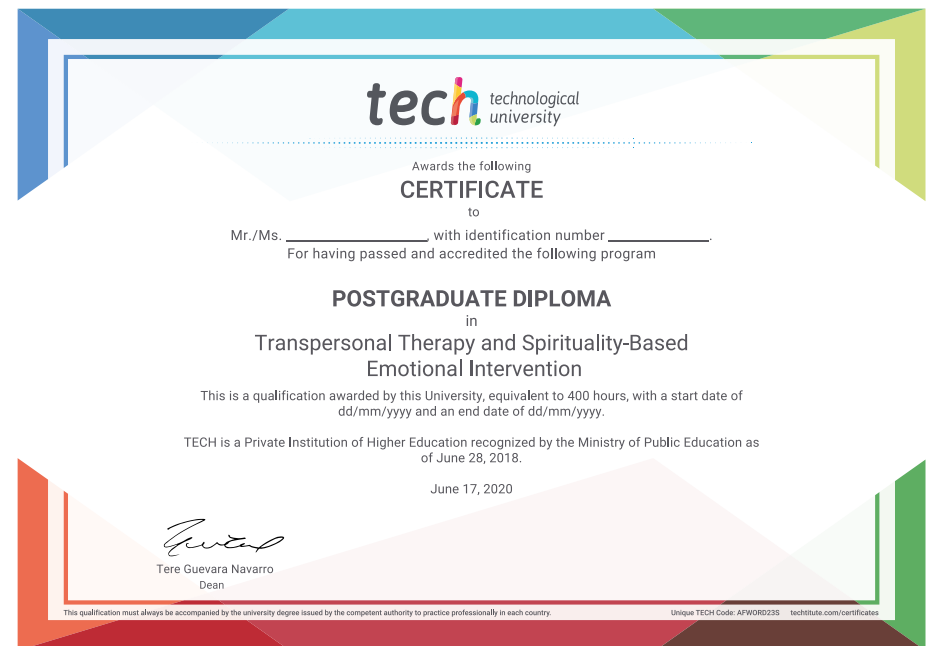 tech technological
university
Awards the following
CERTIFICATE
to
Mr./Ms. ____________, with identification number ____________.
For having passed and accredited the following program
POSTGRADUATE DIPLOMA
in
Transpersonal Therapy and Spirituality-Based
Emotional Intervention
This is a qualification awarded by this University, equivalent to 400 hours, with a start date of
dd/mm/yyyy and an end date of dd/mm/yyyy.
TECH is a Private Institution of Higher Education recognized by the Ministry of Public Education as
of June 28, 2018.
June 17, 2020
Tere Guevara Navarro
Dean
This qualification must always be accompanied by the university degree issued by the competent authority to practice professionally in each country.
Unique TECH Code: AFWORD23S techtitute.com/certificates